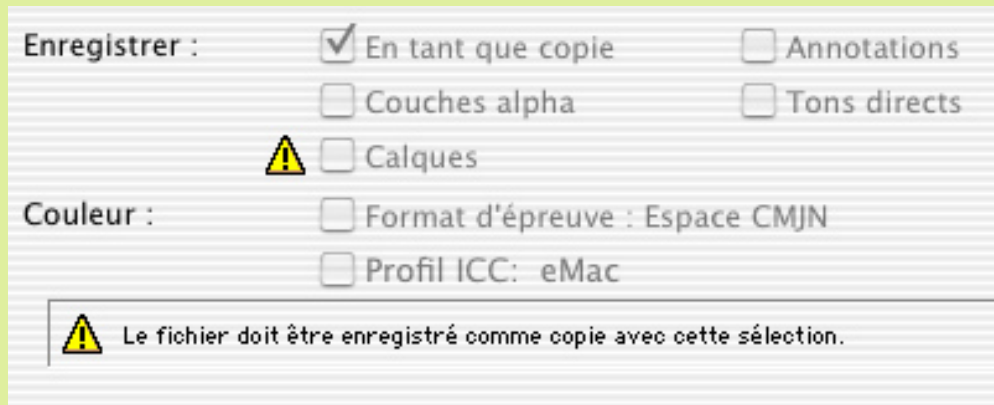 Enregistrer : En tant que copie Annotations
Couches alpha Tons directs
Calques
Couleur : Format d'épreuve : Espace CMJN
Profil ICC: eMac
Le fichier doit être enregistré comme copie avec cette sélection.